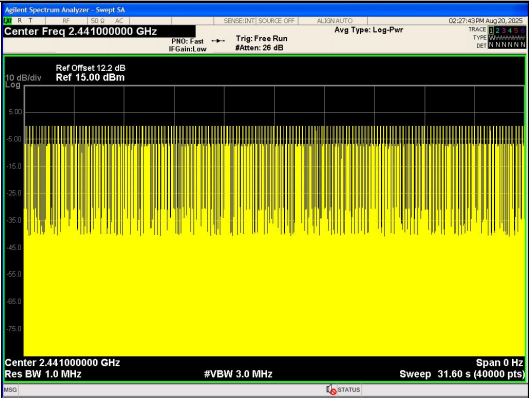 Agilent Spectrum Analyzer - Swept SA
R T RF 50 Ω AC SENSE:INT SOURCE OFF ALIGN AUTO 02:27:43 PM Aug 20, 2025
Center Freq 2.441000000 GHz
Avg Type: Log-Pwr
TRACE 1 2 3 4 5 6
PNO: Fast Trig: Free Run
TYPE
IFGain:Low #Atten: 26 dB
DET N N N N N N
Ref Offset 12.2 dB
10 dB/div Ref 15.00 dBm
Log
5.00
-5.00
-15.0
-25.0
-35.0
-45.0
-55.0
-65.0
-75.0
Center 2.441000000 GHz Span 0 Hz
Res BW 1.0 MHz #VBW 3.0 MHz Sweep 31.60 s (40000 pts)
MSG STATUS